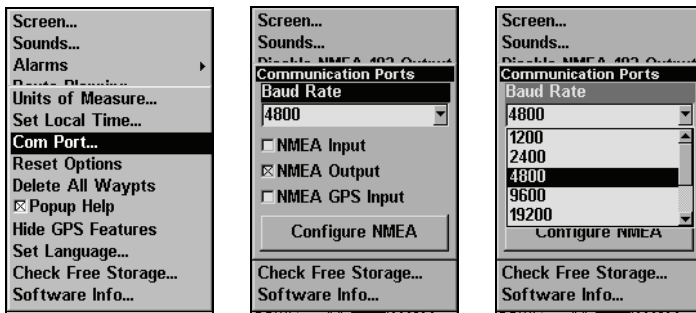 Screen...
Sounds...
Alarms
Units of Measure...
Set Local Time...
Com Port...
Reset Options
Delete All Waypts
Popup Help
Hide GPS Features
Set Language...
Check Free Storage...
Software Info...
Screen...
Sounds...
Communication Ports
Baud Rate
4800
NMEA Input
NMEA Output
NMEA GPS Input
Configure NMEA
Check Free Storage...
Software Info...
Screen...
Sounds...
Communication Ports
Baud Rate
4800
1200
2400
4800
9600
19200
Configure NMEA
Check Free Storage...
Software Info...